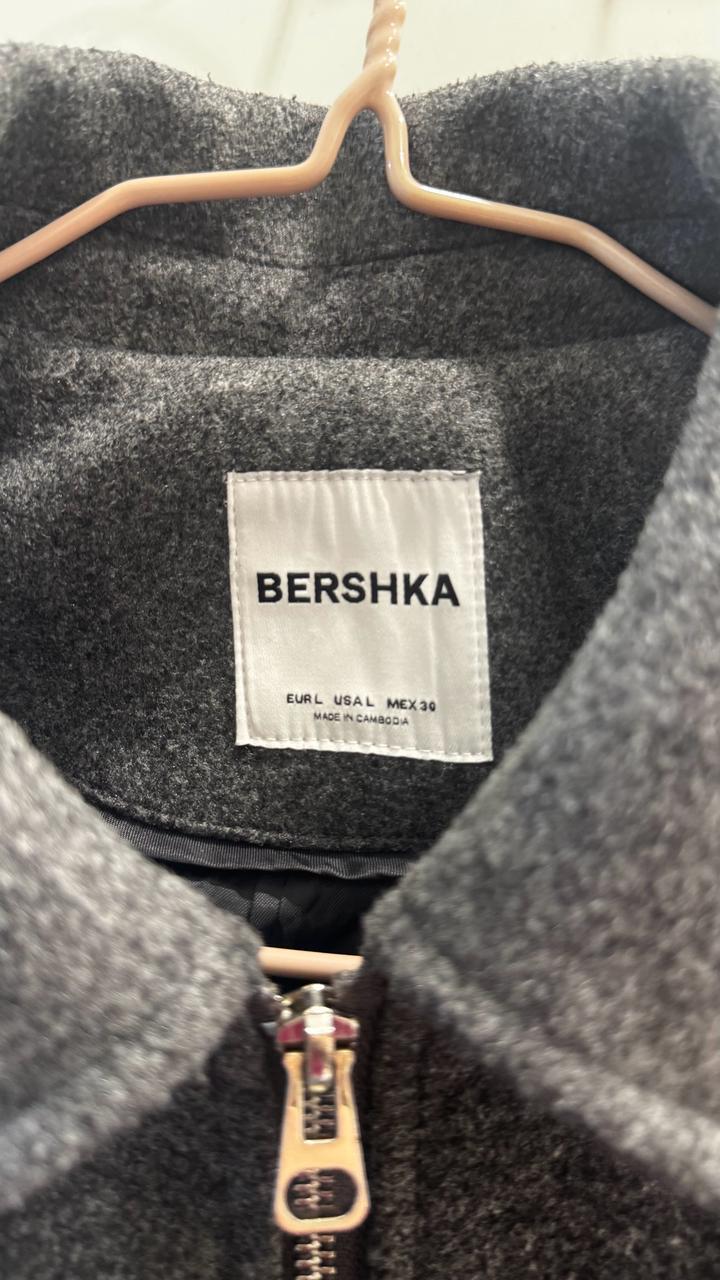 BERSHKA
EUR L USA L MEX 30
MADE IN CAMBODIA